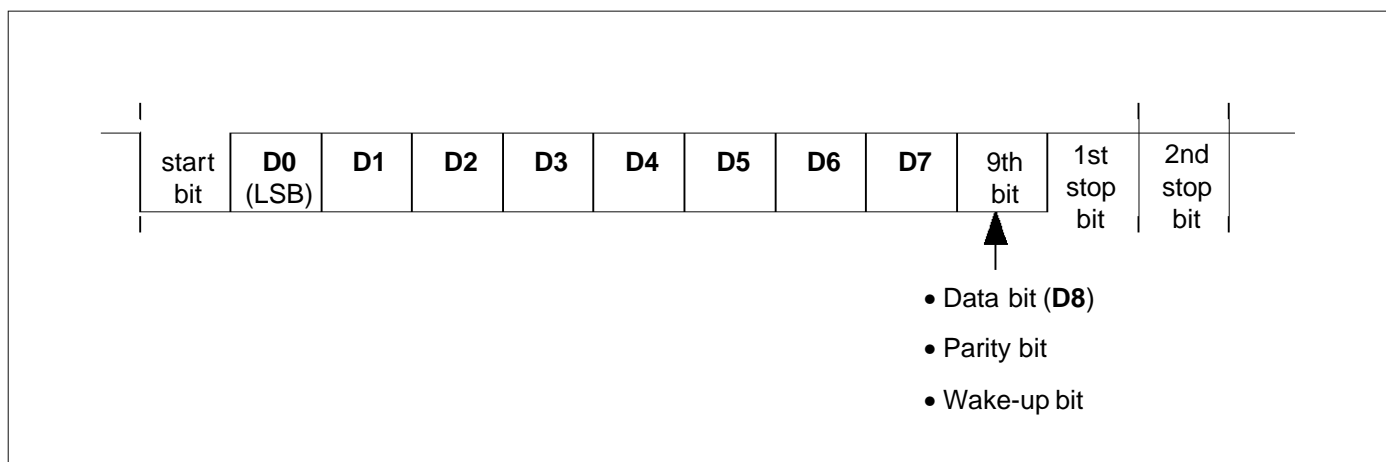 start bit
D0 (LSB)
D1
D2
D3
D4
D5
D6
D7
9th bit
1st stop bit
2nd stop bit
• Data bit (D8)
• Parity bit
• Wake-up bit